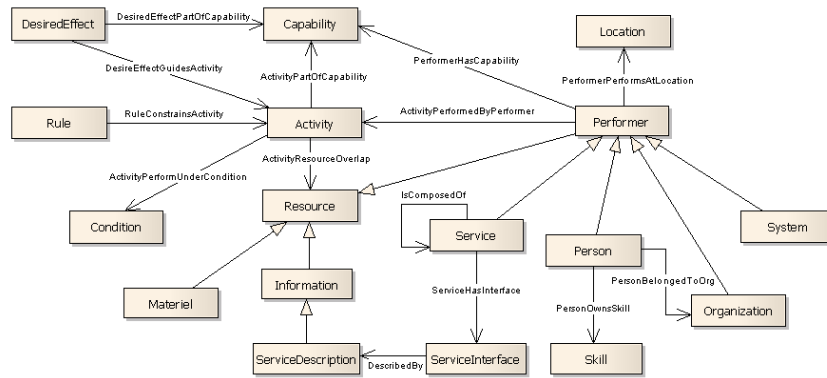 DesiredEffect
DesiredEffectPartOfCapability
Capability
Location
DesireEffectGuidesActivity
ActivityPartOfCapability
PerformerHasCapability
PerformerPerformsAtLocation
Rule
RuleConstrainsActivity
Activity
ActivityPerformedByPerformer
Performer
ActivityPerformUnderCondition
ActivityResourceOverlap
IsComposedOf
Condition
Resource
Service
System
Person
Materiel
Information
ServiceHasInterface
PersonBelongedToOrg
PersonOwnsSkill
Organization
ServiceDescription
DescribedBy
ServiceInterface
Skill